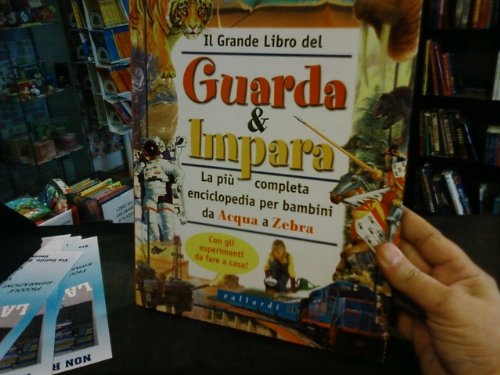 Il Grande Libro del
Guarda
&
Impara
La più completa
enciclopedia per bambini
da Acqua a Zebra
Con gli
esperimenti
da fare a casa!
vallardi
NON R